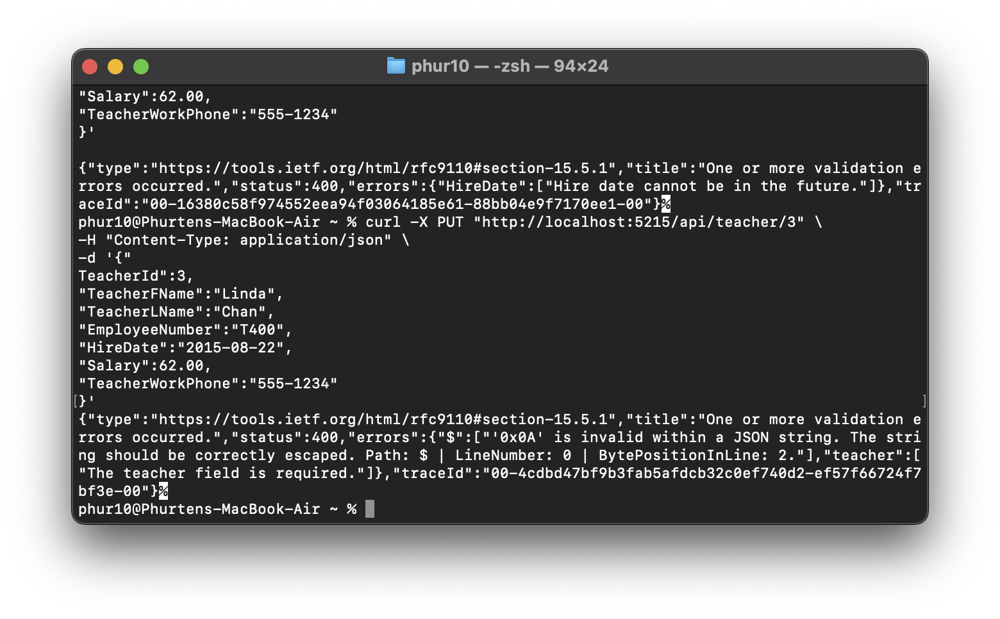 phur10 — -zsh — 94×24
"Salary":62.00,
"TeacherWorkPhone":"555-1234"
}'
{"type":"https://tools.ietf.org/html/rfc9110#section-15.5.1","title":"One or more validation e
rrors occurred.","status":400,"errors":{"HireDate":["Hire date cannot be in the future."]},"tr
aceId":"00-16380c58f974552eea94f03064185e61-88bb04e9f7170ee1-00"}%
phur10@Phurtens-MacBook-Air ~ % curl -X PUT "http://localhost:5215/api/teacher/3" \
-H "Content-Type: application/json" \
-d '{"
TeacherId":3,
"TeacherFName":"Linda",
"TeacherLName":"Chan",
"EmployeeNumber":"T400",
"HireDate":"2015-08-22",
"Salary":62.00,
"TeacherWorkPhone":"555-1234"
[}' ]
{"type":"https://tools.ietf.org/html/rfc9110#section-15.5.1","title":"One or more validation e
rrors occurred.","status":400,"errors":{"$":["'0x0A' is invalid within a JSON string. The stri
ng should be correctly escaped. Path: $ | LineNumber: 0 | BytePositionInLine: 2."],"teacher":[
"The teacher field is required."]},"traceId":"00-4cdbd47bf9b3fab5afdcb32c0ef740d2-ef57f66724f7
bf3e-00"}%
phur10@Phurtens-MacBook-Air ~ %